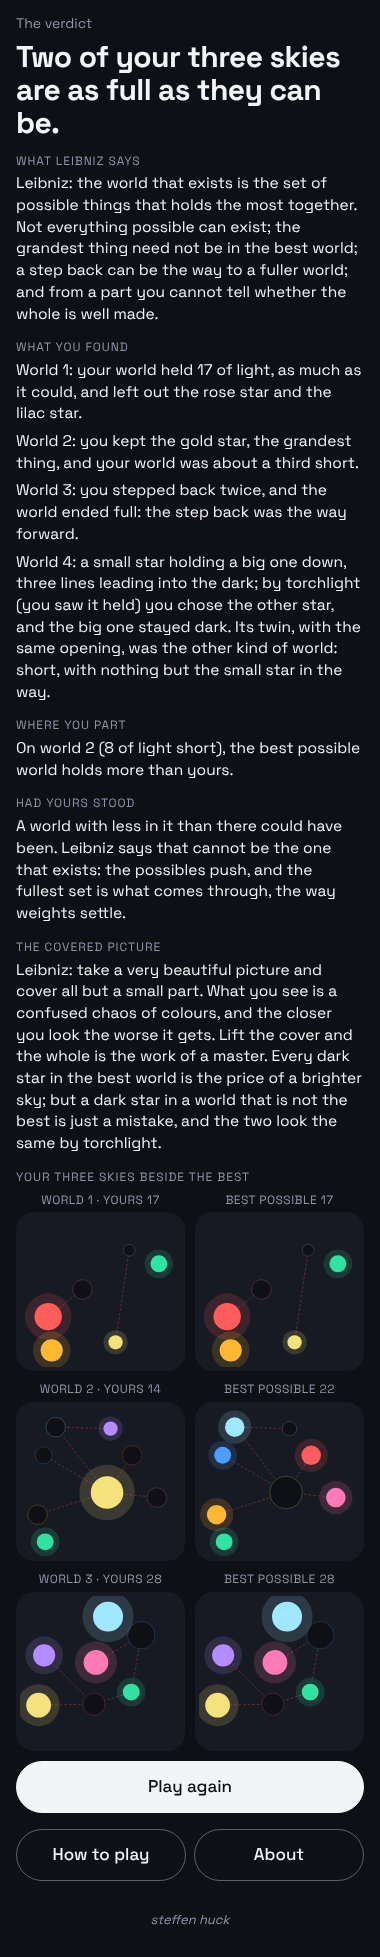 The verdict
Two of your three skies
are as full as they can
be.
WHAT LEIBNIZ SAYS
Leibniz: the world that exists is the set of
possible things that holds the most together.
Not everything possible can exist; the
grandest thing need not be in the best world;
a step back can be the way to a fuller world;
and from a part you cannot tell whether the
whole is well made.
WHAT YOU FOUND
World 1: your world held 17 of light, as much as
it could, and left out the rose star and the
lilac star.
World 2: you kept the gold star, the grandest
thing, and your world was about a third short.
World 3: you stepped back twice, and the
world ended full: the step back was the way
forward.
World 4: a small star holding a big one down,
three lines leading into the dark; by torchlight
(you saw it held) you chose the other star,
and the big one stayed dark. Its twin, with the
same opening, was the other kind of world:
short, with nothing but the small star in the
way.
WHERE YOU PART
On world 2 (8 of light short), the best possible
world holds more than yours.
HAD YOURS STOOD
A world with less in it than there could have
been. Leibniz says that cannot be the one
that exists: the possibles push, and the
fullest set is what comes through, the way
weights settle.
THE COVERED PICTURE
Leibniz: take a very beautiful picture and
cover all but a small part. What you see is a
confused chaos of colours, and the closer
you look the worse it gets. Lift the cover and
the whole is the work of a master. Every dark
star in the best world is the price of a brighter
sky; but a dark star in a world that is not the
best is just a mistake, and the two look the
same by torchlight.
YOUR THREE SKIES BESIDE THE BEST
WORLD 1 · YOURS 17
BEST POSSIBLE 17
WORLD 2 · YOURS 14
BEST POSSIBLE 22
WORLD 3 · YOURS 28
BEST POSSIBLE 28
Play again
How to play
About
steffen huck